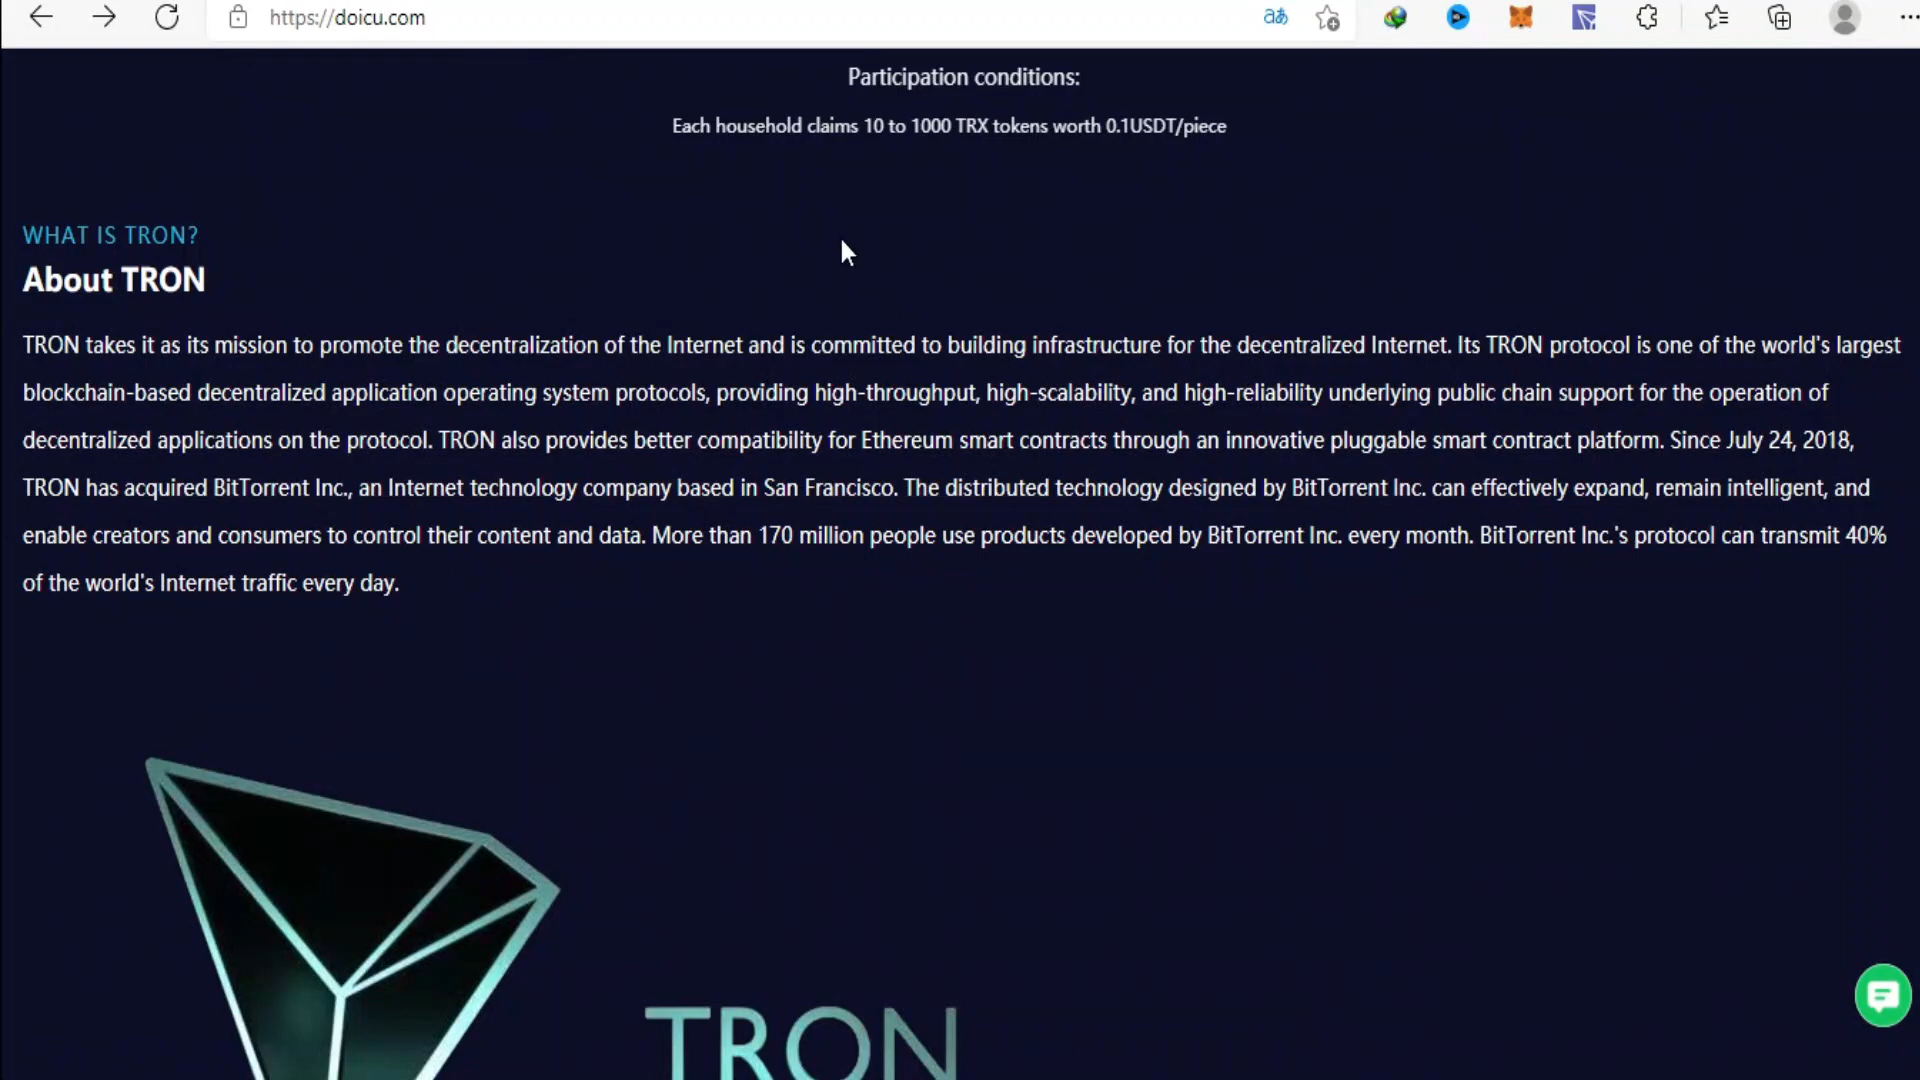 https://doicu.com
aあ
Participation conditions:
Each household claims 10 to 1000 TRX tokens worth 0.1USDT/piece
WHAT IS TRON?
About TRON
TRON takes it as its mission to promote the decentralization of the Internet and is committed to building infrastructure for the decentralized Internet. Its TRON protocol is one of the world's largest
blockchain-based decentralized application operating system protocols, providing high-throughput, high-scalability, and high-reliability underlying public chain support for the operation of
decentralized applications on the protocol. TRON also provides better compatibility for Ethereum smart contracts through an innovative pluggable smart contract platform. Since July 24, 2018,
TRON has acquired BitTorrent Inc., an Internet technology company based in San Francisco. The distributed technology designed by BitTorrent Inc. can effectively expand, remain intelligent, and
enable creators and consumers to control their content and data. More than 170 million people use products developed by BitTorrent Inc. every month. BitTorrent Inc.'s protocol can transmit 40%
of the world's Internet traffic every day.
TRON